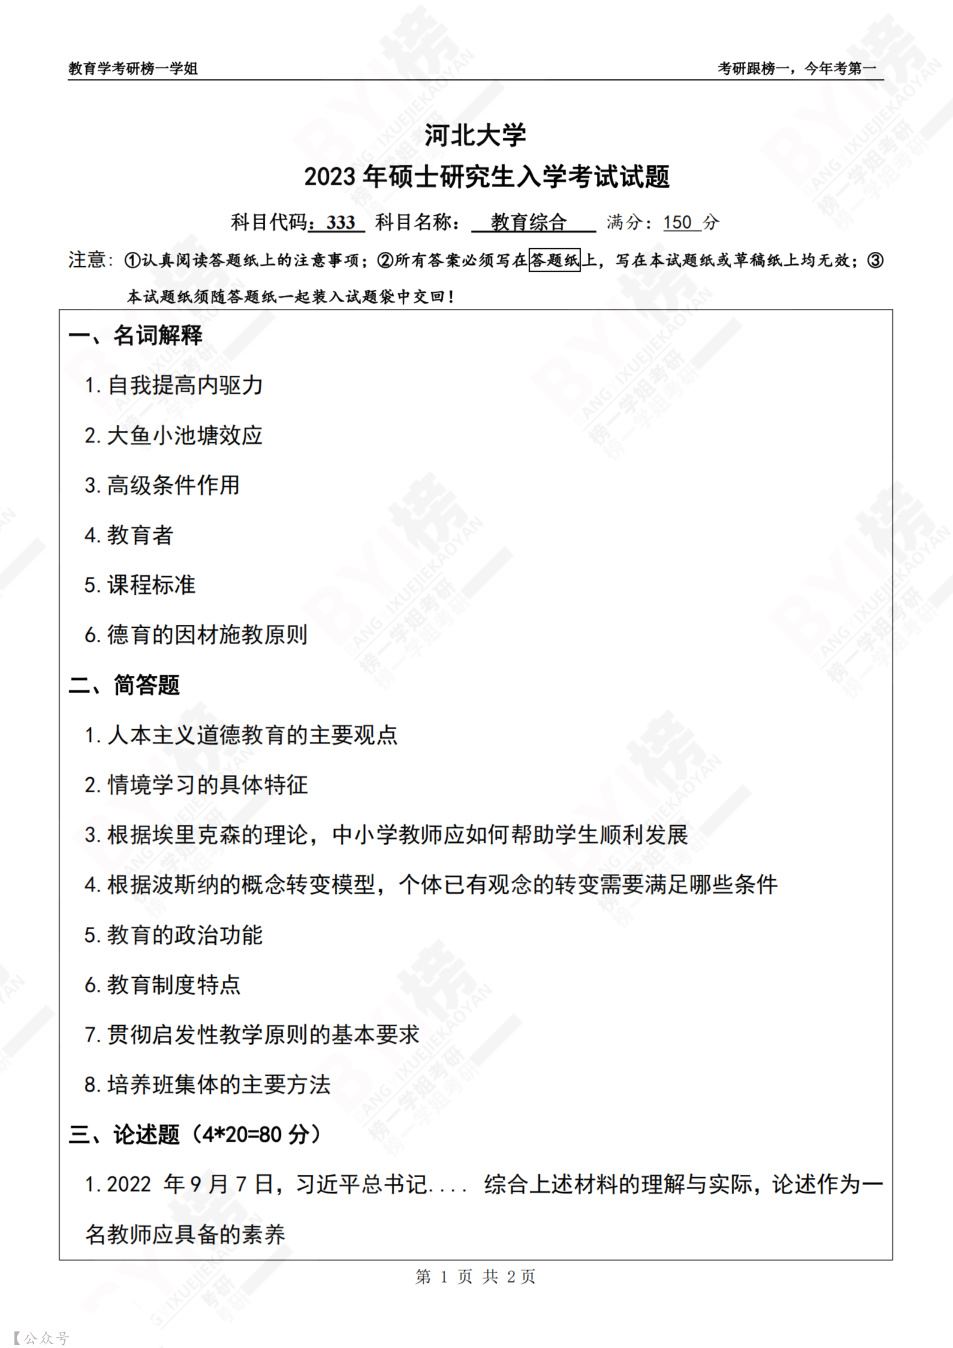 教育学考研榜一学姐 考研跟榜一，今年考第一
河北大学
2023 年硕士研究生入学考试试题
科目代码：333 科目名称： 教育综合 满分：150 分
注意：①认真阅读答题纸上的注意事项；②所有答案必须写在答题纸上，写在本试题纸或草稿纸上均无效；③
本试题纸须随答题纸一起装入试题袋中交回！
一、名词解释
1.自我提高内驱力
2.大鱼小池塘效应
3.高级条件作用
4.教育者
5.课程标准
6.德育的因材施教原则
二、简答题
1.人本主义道德教育的主要观点
2.情境学习的具体特征
3.根据埃里克森的理论，中小学教师应如何帮助学生顺利发展
4.根据波斯纳的概念转变模型，个体已有观念的转变需要满足哪些条件
5.教育的政治功能
6.教育制度特点
7.贯彻启发性教学原则的基本要求
8.培养班集体的主要方法
三、论述题（4*20=80 分）
1.2022 年 9 月 7 日，习近平总书记.... 综合上述材料的理解与实际，论述作为一
名教师应具备的素养
第 1 页 共 2 页
【公众号